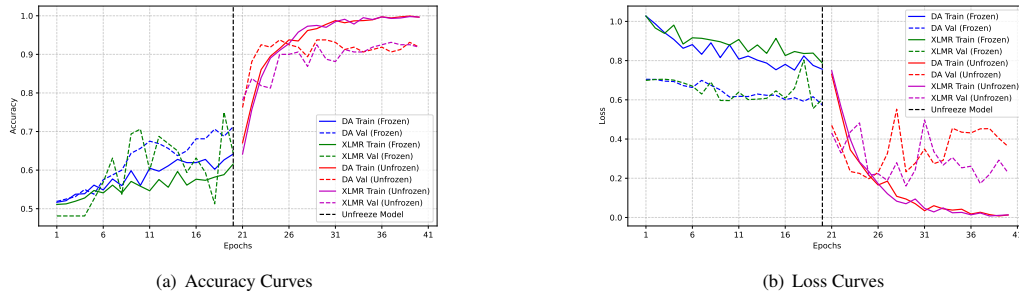 1.0
0.9
0.8
0.7
0.6
0.5
Accuracy
1 6 11 16 21 26 31 36 41
Epochs
DA Train (Frozen)
DA Val (Frozen)
XLMR Train (Frozen)
XLMR Val (Frozen)
DA Train (Unfrozen)
DA Val (Unfrozen)
XLMR Train (Unfrozen)
XLMR Val (Unfrozen)
Unfreeze Model
(a) Accuracy Curves
1.0
0.8
0.6
0.4
0.2
0.0
Loss
1 6 11 16 21 26 31 36 41
Epochs
DA Train (Frozen)
DA Val (Frozen)
XLMR Train (Frozen)
XLMR Val (Frozen)
DA Train (Unfrozen)
DA Val (Unfrozen)
XLMR Train (Unfrozen)
XLMR Val (Unfrozen)
Unfreeze Model
(b) Loss Curves